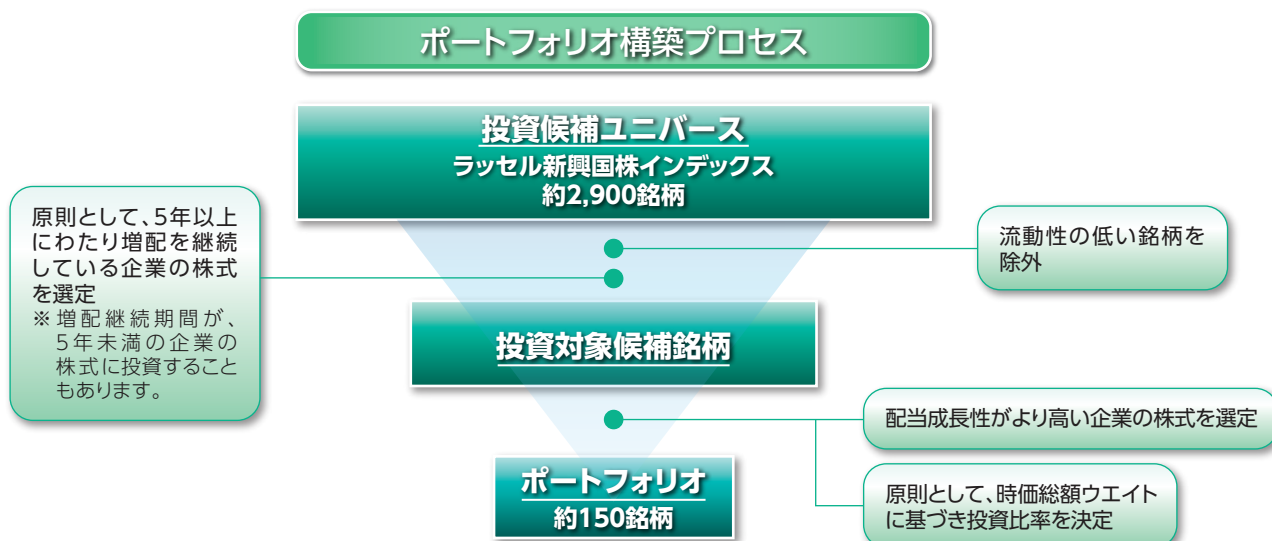 ポートフォリオ構築プロセス
投資候補ユニバース
ラッセル新興国株インデックス
約2,900銘柄
原則として、5年以上
にわたり増配を継続
している企業の株式
を選定
※増配継続期間が、
5年未満の企業の
株式に投資すること
もあります。
流動性の低い銘柄を
除外
投資対象候補銘柄
配当成長性がより高い企業の株式を選定
原則として、時価総額ウエイト
に基づき投資比率を決定
ポートフォリオ
約150銘柄